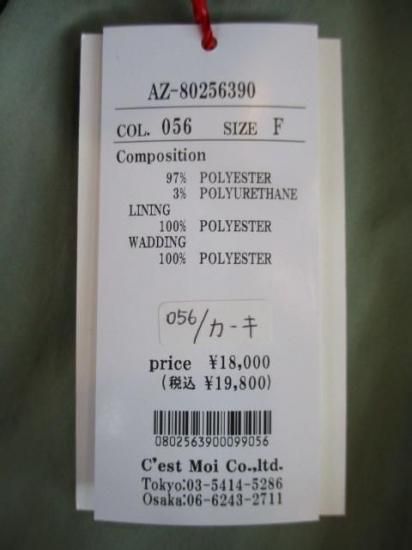 AZ-80256390
COL. 056 SIZE F
Composition
97% POLYESTER
3% POLYURETHANE
LINING
100% POLYESTER
WADDING
100% POLYESTER
056/カーキ
price ¥18,000
(税込 ¥19,800)
0802563900099056
C'est Moi Co.,ltd.
Tokyo:03-5414-5286
Osaka:06-6243-2711